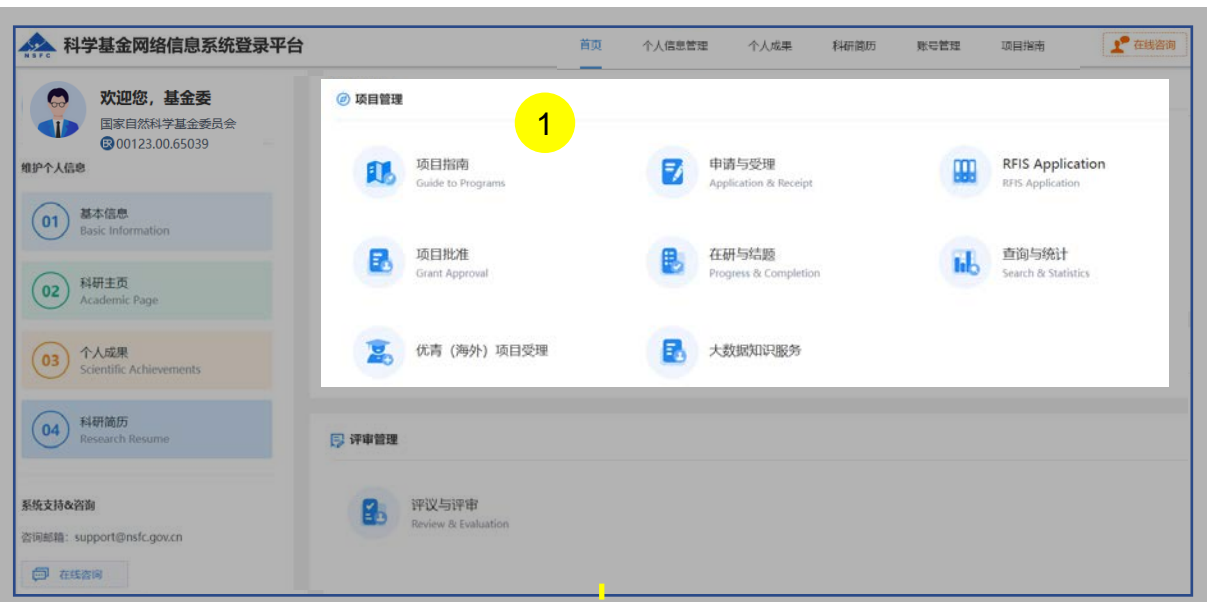 NSFC 科学基金网络信息系统登录平台
首页 个人信息管理 个人成果 科研简历 账号管理 项目指南 在线咨询
欢迎您，基金委
国家自然科学基金委员会
ID 00123.00.65039
维护个人信息
01 基本信息
Basic Information
02 科研主页
Academic Page
03 个人成果
Scientific Achievements
04 科研简历
Research Resume
系统支持&咨询
咨询邮箱：support@nsfc.gov.cn
在线咨询
项目管理
1
项目指南
Guide to Programs
申请与受理
Application & Receipt
RFIS Application
RFIS Application
项目批准
Grant Approval
在研与结题
Progress & Completion
查询与统计
Search & Statistics
优青（海外）项目受理
大数据知识服务
评审管理
评议与评审
Review & Evaluation